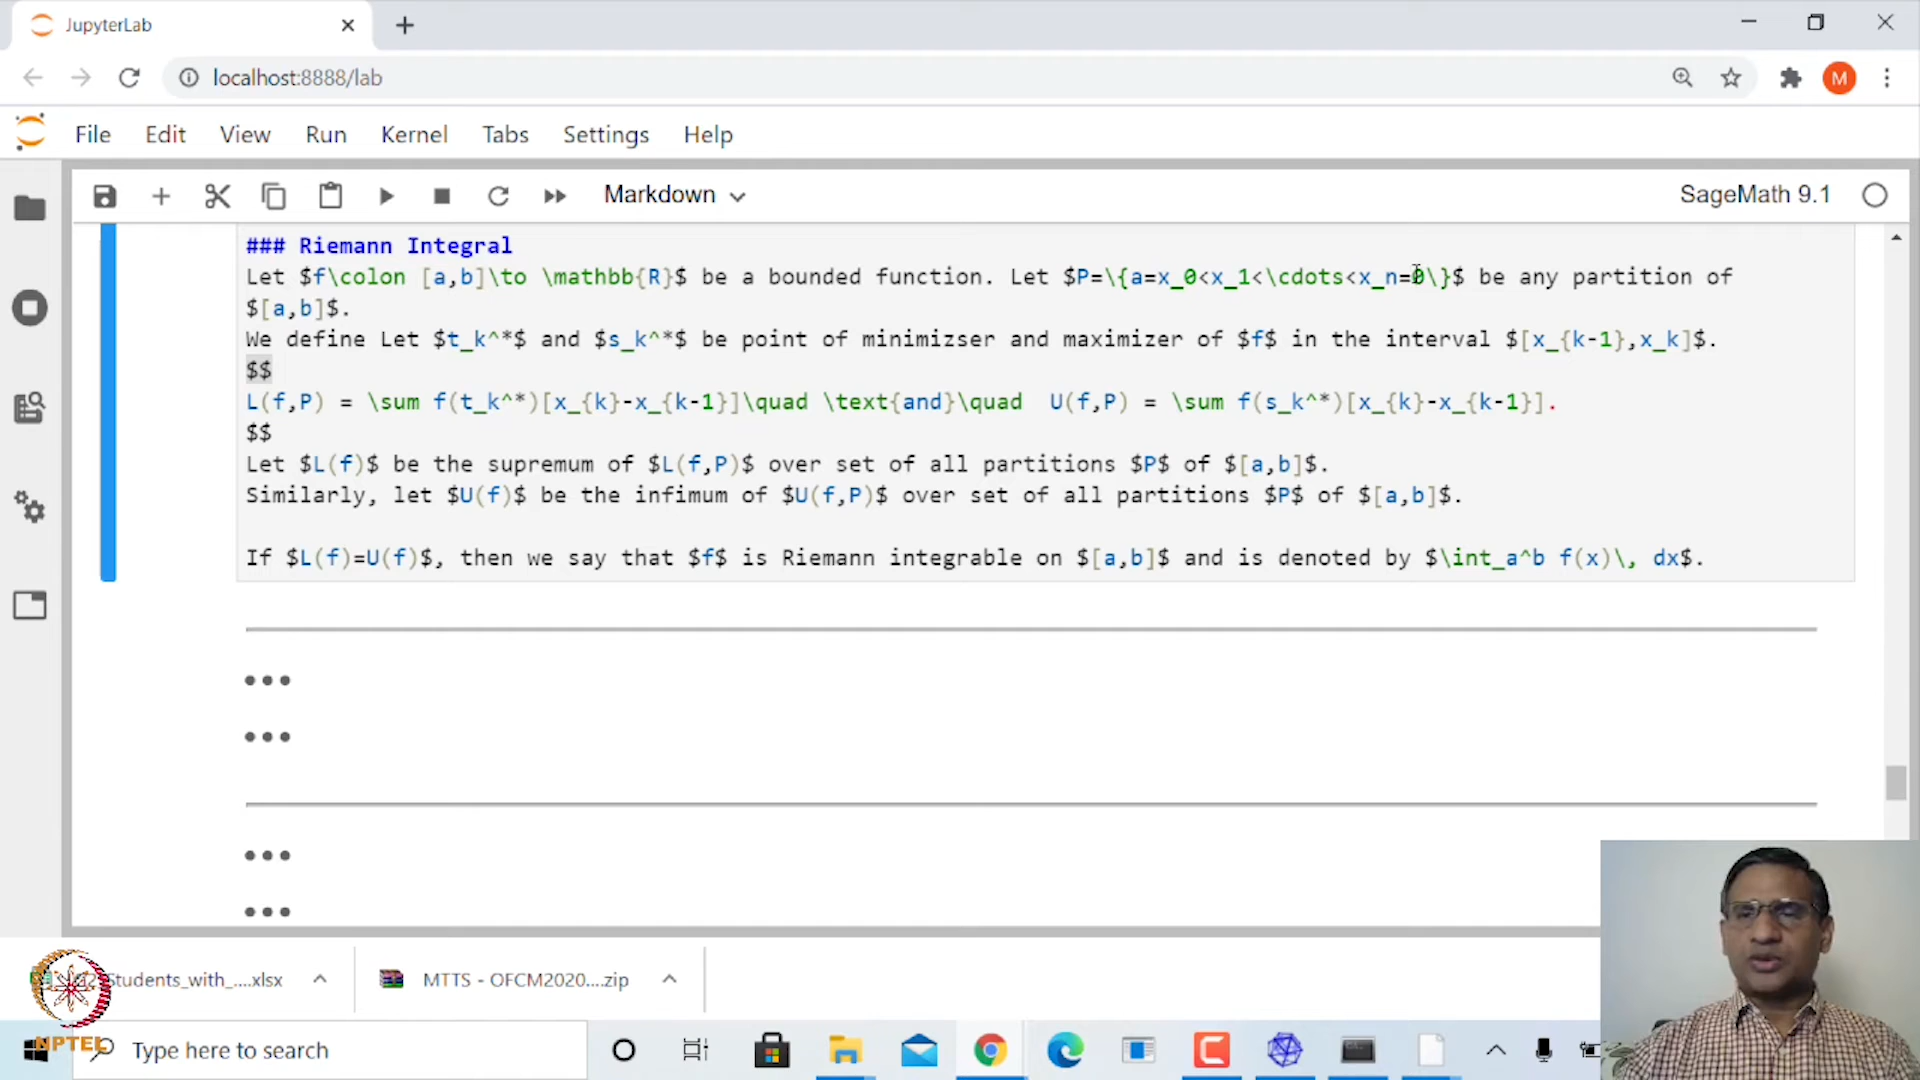 JupyterLab
localhost:8888/lab
M
File Edit View Run Kernel Tabs Settings Help
Markdown
SageMath 9.1
### Riemann Integral
Let $f\colon [a,b]\to \mathbb{R}$ be a bounded function. Let $P=\{a=x_0<x_1<\cdots<x_n=0\}$ be any partition of
$[a,b]$.
We define Let $t_k^*$ and $s_k^*$ be point of minimizser and maximizer of $f$ in the interval $[x_{k-1},x_k]$.
$$
L(f,P) = \sum f(t_k^*)[x_{k}-x_{k-1}]\quad \text{and}\quad  U(f,P) = \sum f(s_k^*)[x_{k}-x_{k-1}].
$$
Let $L(f)$ be the supremum of $L(f,P)$ over set of all partitions $P$ of $[a,b]$.
Similarly, let $U(f)$ be the infimum of $U(f,P)$ over set of all partitions $P$ of $[a,b]$.
If $L(f)=U(f)$, then we say that $f$ is Riemann integrable on $[a,b]$ and is denoted by $\int_a^b f(x)\, dx$.
Students_with_....xlsx
MTTS - OFCM2020....zip
NPTEL
Type here to search